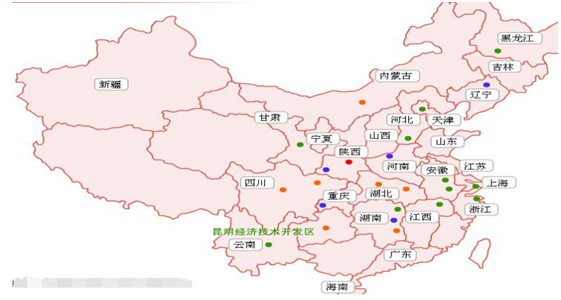 黑龙江
吉林
内蒙古
新疆
辽宁
甘肃
河北
天津
宁夏
山西
山东
陕西
河南
安徽
江苏
四川
上海
重庆
湖北
浙江
湖南
江西
昆明经济技术开发区
云南
广东
海南